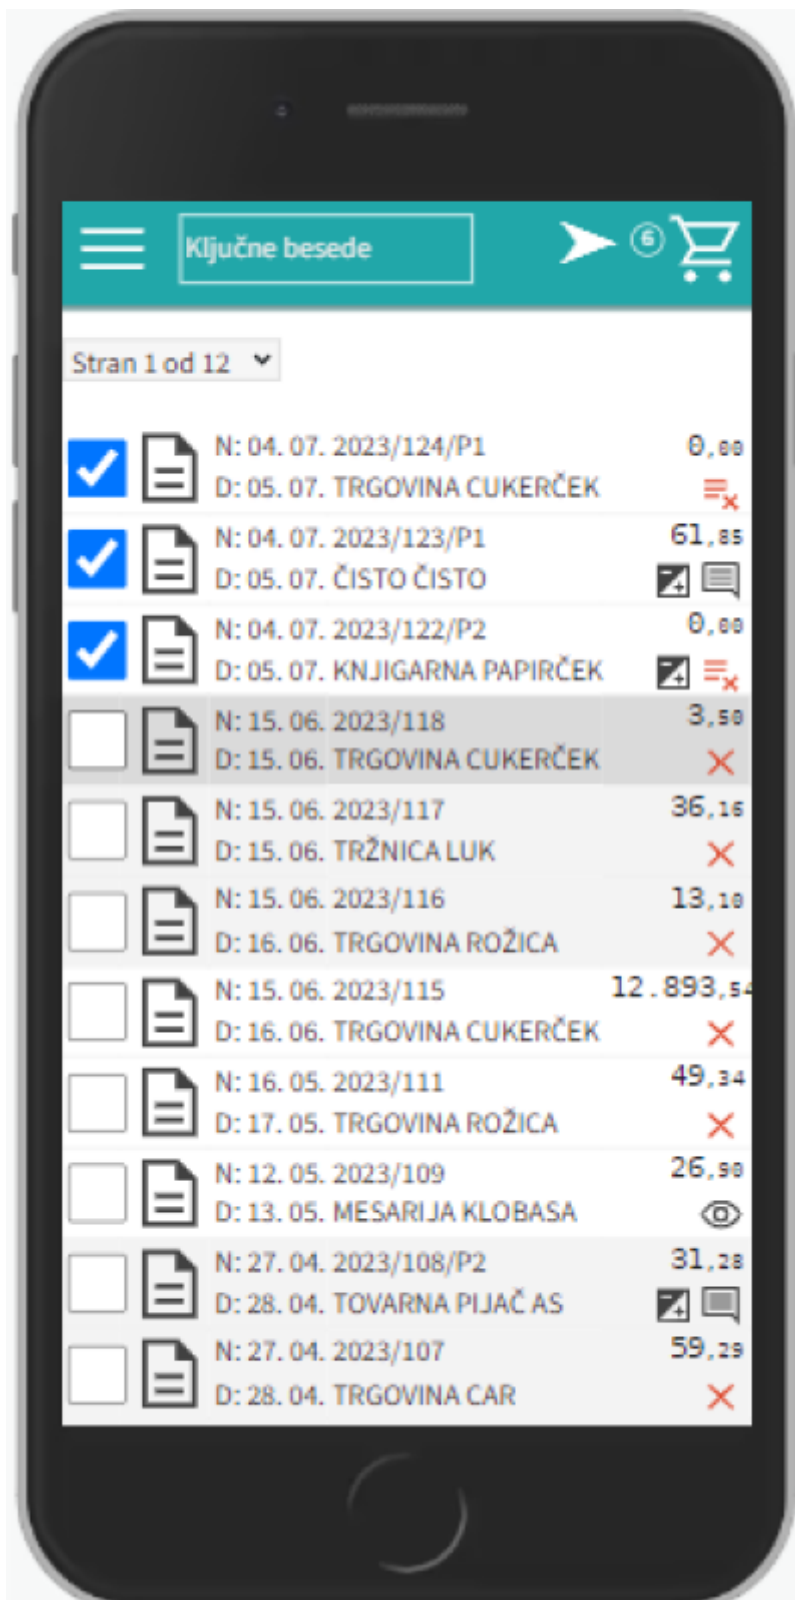 Ključne besede
6
Stran 1 od 12
N: 04. 07. 2023/124/P1 0,00
D: 05. 07. TRGOVINA CUKERČEK
N: 04. 07. 2023/123/P1 61,85
D: 05. 07. ČISTO ČISTO
N: 04. 07. 2023/122/P2 0,00
D: 05. 07. KNJIGARNA PAPIRČEK
N: 15. 06. 2023/118 3,50
D: 15. 06. TRGOVINA CUKERČEK
N: 15. 06. 2023/117 36,16
D: 15. 06. TRŽNICA LUK
N: 15. 06. 2023/116 13,10
D: 16. 06. TRGOVINA ROŽICA
N: 15. 06. 2023/115 12.893,54
D: 16. 06. TRGOVINA CUKERČEK
N: 16. 05. 2023/111 49,34
D: 17. 05. TRGOVINA ROŽICA
N: 12. 05. 2023/109 26,90
D: 13. 05. MESARIJA KLOBASA
N: 27. 04. 2023/108/P2 31,28
D: 28. 04. TOVARNA PIJAČ AS
N: 27. 04. 2023/107 59,29
D: 28. 04. TRGOVINA CAR